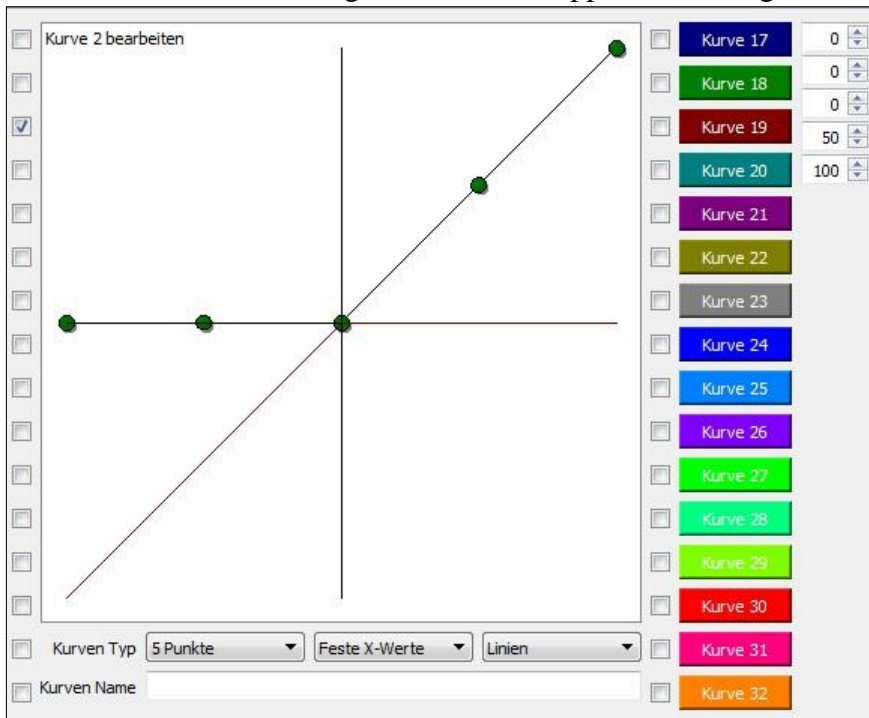 Kurve 2 bearbeiten
Kurve 17 0
Kurve 18 0
Kurve 19 0
Kurve 20 50
Kurve 21 100
Kurve 22
Kurve 23
Kurve 24
Kurve 25
Kurve 26
Kurve 27
Kurve 28
Kurve 29
Kurve 30
Kurven Typ 5 Punkte Feste X-Werte Linien Kurve 31
Kurven Name Kurve 32